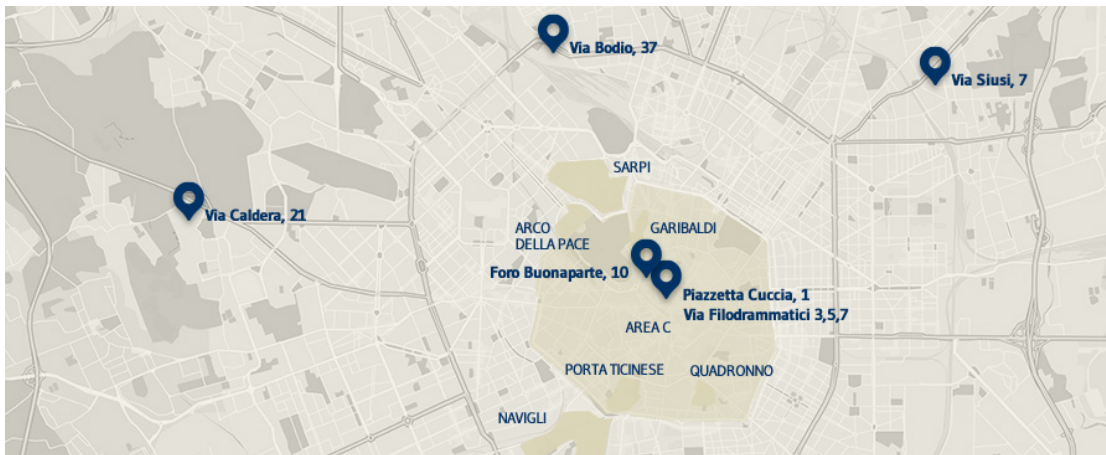 Via Bodio, 37
Via Siusi, 7
SARPI
Via Caldera, 21
ARCO
DELLA PACE
GARIBALDI
Foro Buonaparte, 10
Piazzetta Cuccia, 1
Via Filodrammatici 3,5,7
AREA C
PORTA TICINESE
QUADRONNO
NAVIGLI